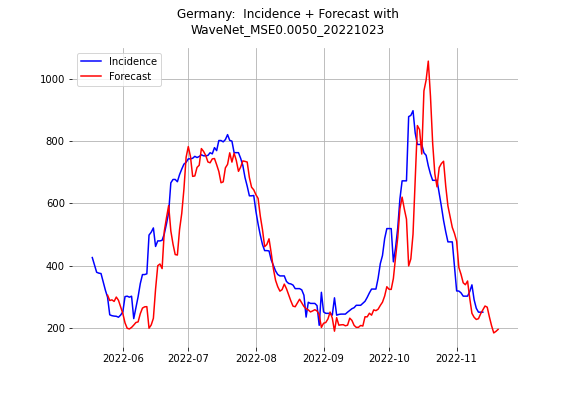 Germany:  Incidence + Forecast with
WaveNet_MSE0.0050_20221023
Incidence
Forecast
1000
800
600
400
200
2022-06
2022-07
2022-08
2022-09
2022-10
2022-11